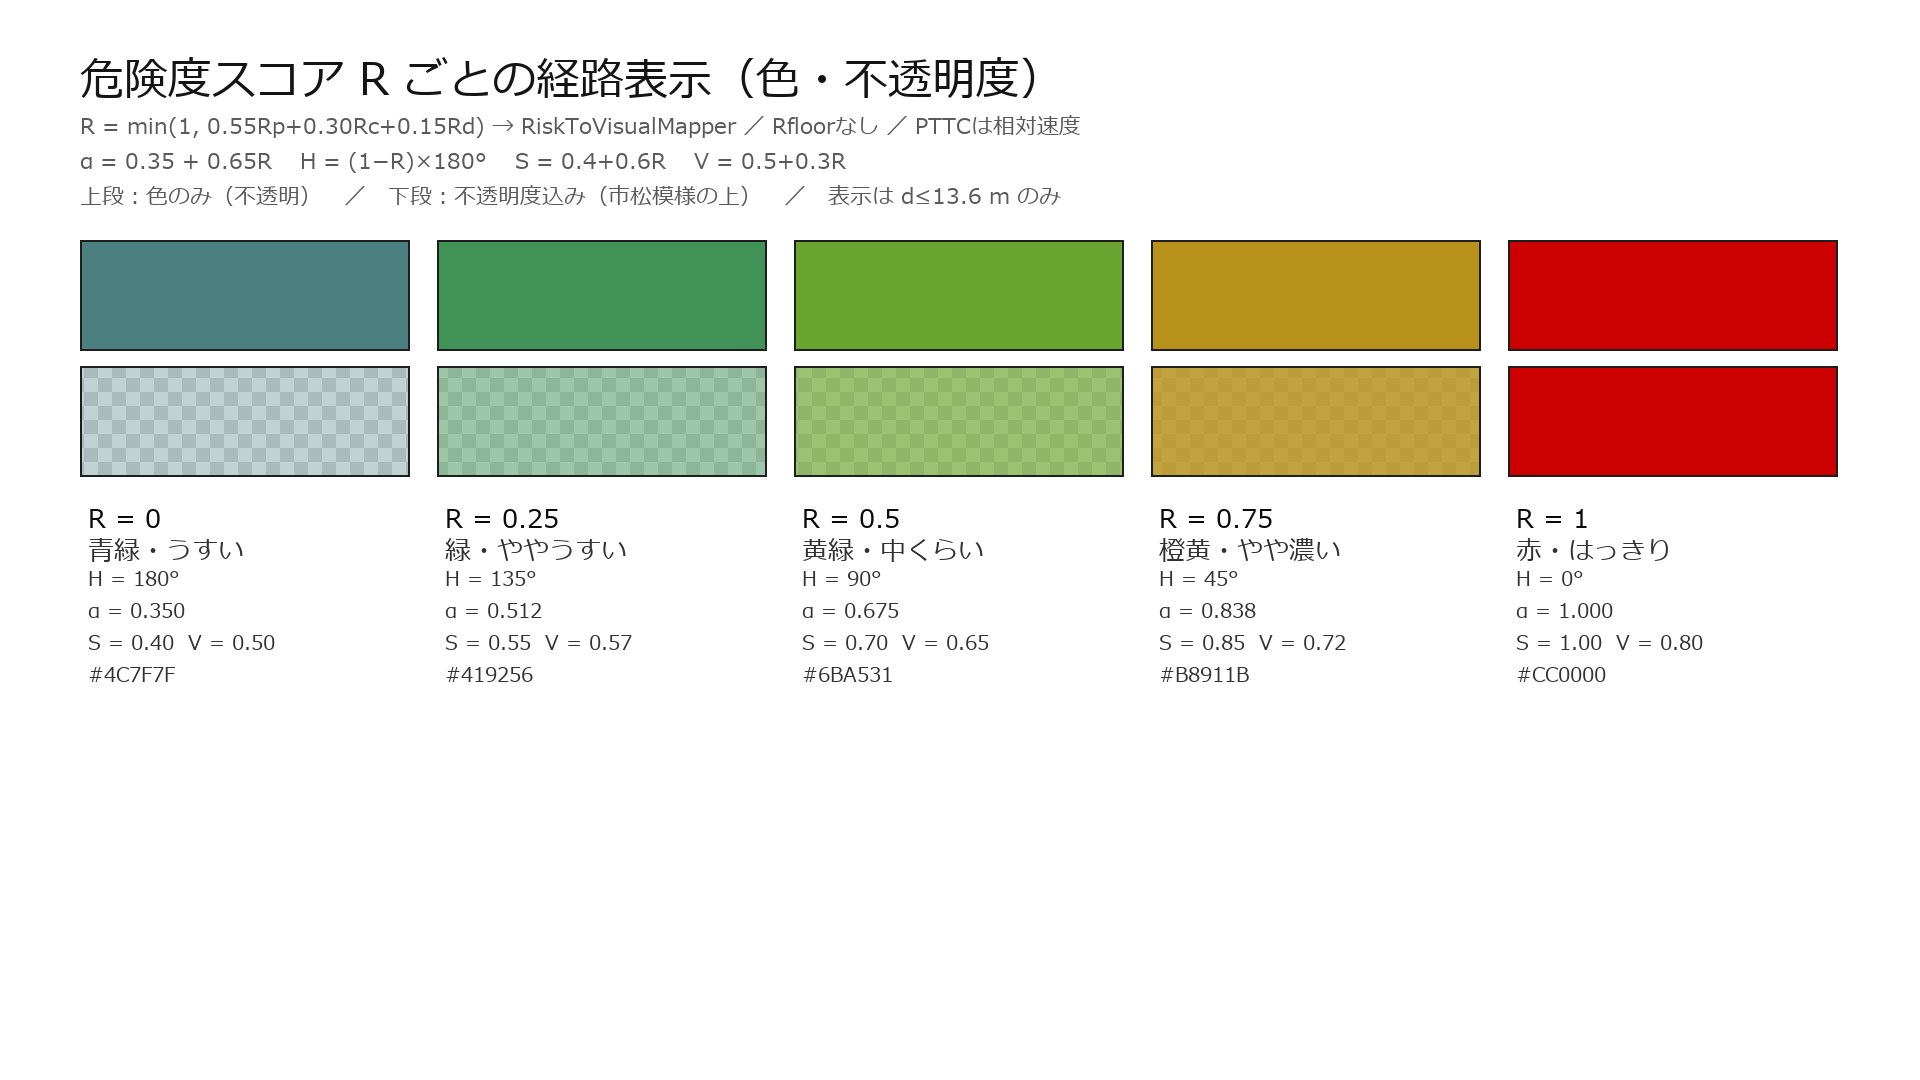 危険度スコア R ごとの経路表示（色・不透明度）
R = min(1, 0.55Rp+0.30Rc+0.15Rd) → RiskToVisualMapper ／ Rfloorなし ／ PTTCは相対速度
α = 0.35 + 0.65R　H = (1−R)×180°　S = 0.4+0.6R　V = 0.5+0.3R
上段：色のみ（不透明）　／　下段：不透明度込み（市松模様の上）　／　表示は d≤13.6 m のみ
R = 0
青緑・うすい
H = 180°
α = 0.350
S = 0.40  V = 0.50
#4C7F7F
R = 0.25
緑・ややうすい
H = 135°
α = 0.512
S = 0.55  V = 0.57
#419256
R = 0.5
黄緑・中くらい
H = 90°
α = 0.675
S = 0.70  V = 0.65
#6BA531
R = 0.75
橙黄・やや濃い
H = 45°
α = 0.838
S = 0.85  V = 0.72
#B8911B
R = 1
赤・はっきり
H = 0°
α = 1.000
S = 1.00  V = 0.80
#CC0000